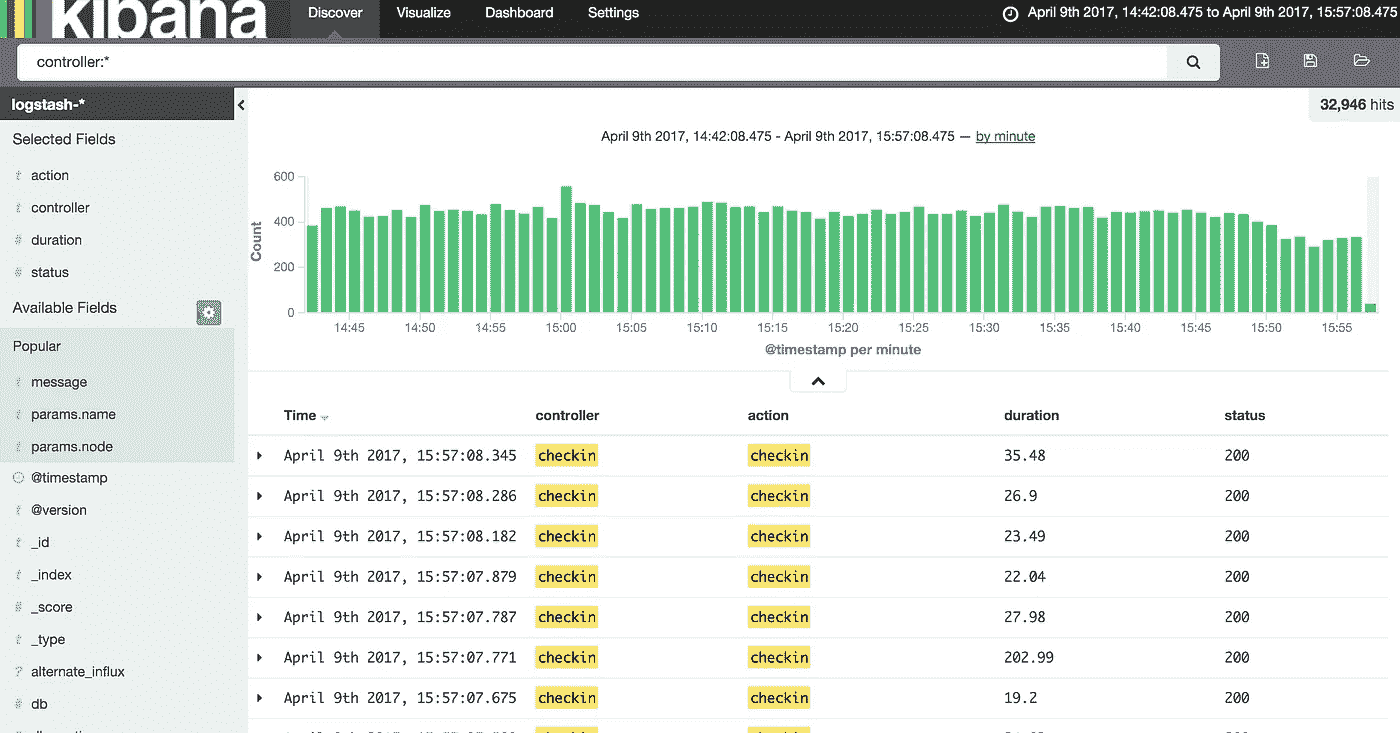 kibana
Discover Visualize Dashboard Settings April 9th 2017, 14:42:08.475 to April 9th 2017, 15:57:08.475
controller:*
logstash-*
32,946 hits
Selected Fields
t action
t controller
# duration
# status
Available Fields
Popular
t message
t params.name
t params.node
@timestamp
t @version
t _id
t _index
# _score
t _type
? alternate_influx
# db
April 9th 2017, 14:42:08.475 - April 9th 2017, 15:57:08.475 — by minute
Count
600
400
200
0
14:45 14:50 14:55 15:00 15:05 15:10 15:15 15:20 15:25 15:30 15:35 15:40 15:45 15:50 15:55
@timestamp per minute
Time controller action duration status
April 9th 2017, 15:57:08.345 checkin checkin 35.48 200
April 9th 2017, 15:57:08.286 checkin checkin 26.9 200
April 9th 2017, 15:57:08.182 checkin checkin 23.49 200
April 9th 2017, 15:57:07.879 checkin checkin 22.04 200
April 9th 2017, 15:57:07.787 checkin checkin 27.98 200
April 9th 2017, 15:57:07.771 checkin checkin 202.99 200
April 9th 2017, 15:57:07.675 checkin checkin 19.2 200